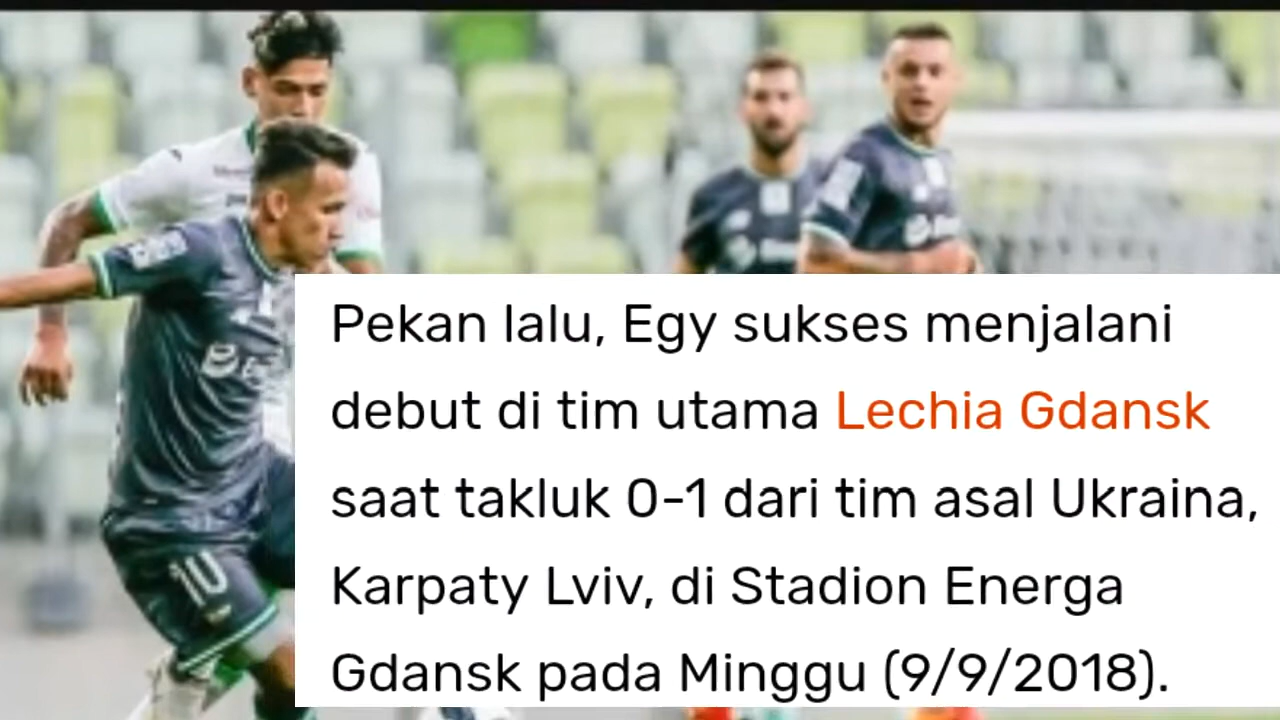 Pekan lalu, Egy sukses menjalani
debut di tim utama Lechia Gdansk
saat takluk 0-1 dari tim asal Ukraina,
Karpaty Lviv, di Stadion Energa
Gdansk pada Minggu (9/9/2018).
10